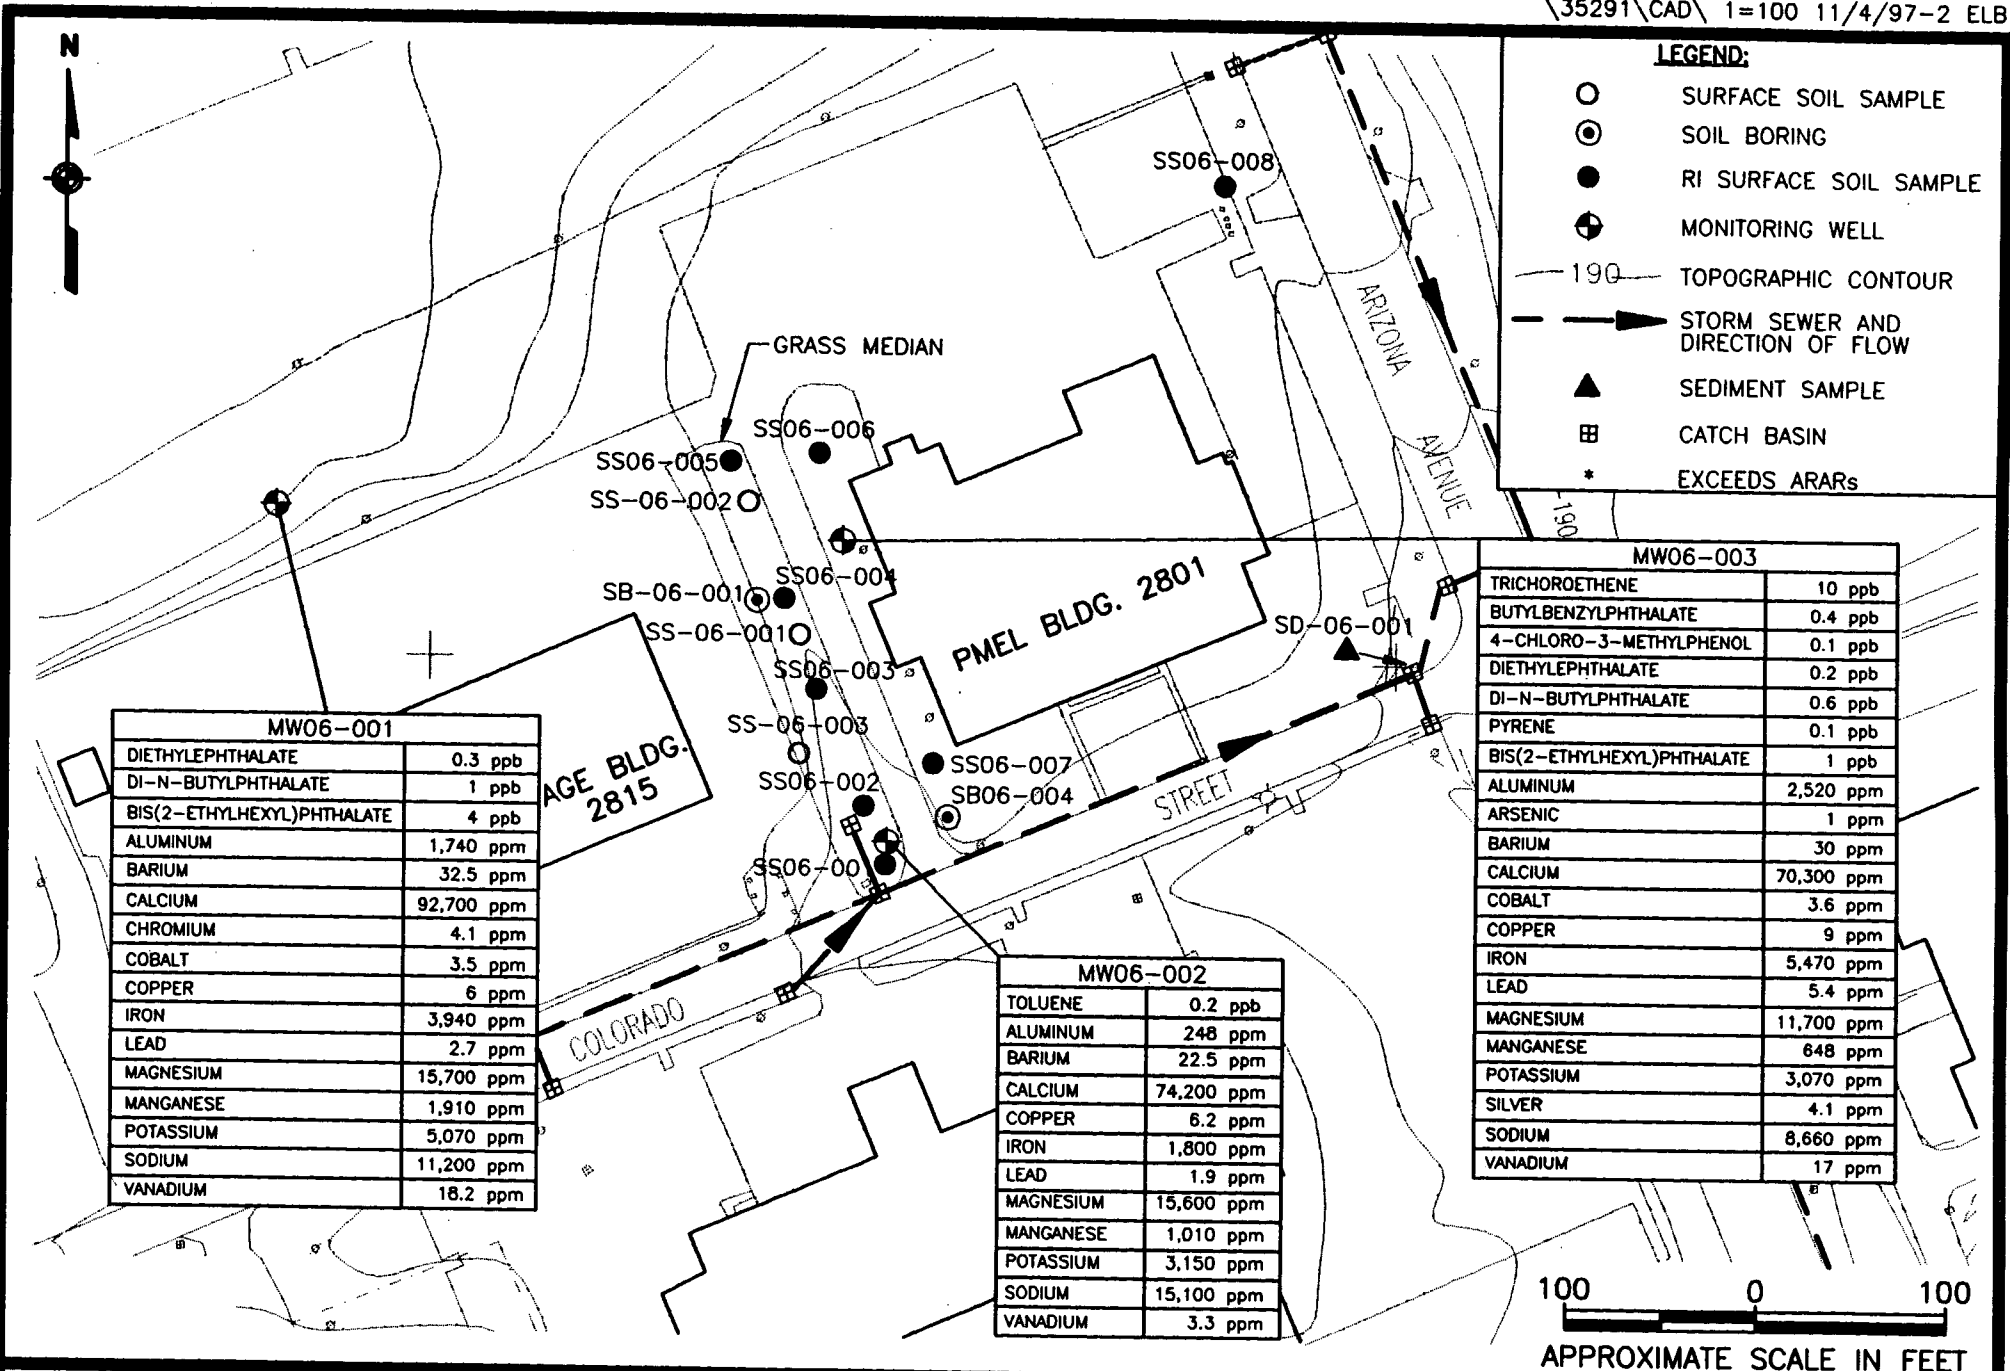 \35291\CAD\ 1=100 11/4/97-2 ELB
N
LEGEND:
SURFACE SOIL SAMPLE
SOIL BORING
RI SURFACE SOIL SAMPLE
MONITORING WELL
190 TOPOGRAPHIC CONTOUR
STORM SEWER AND
DIRECTION OF FLOW
SEDIMENT SAMPLE
CATCH BASIN
* EXCEEDS ARARs
SS06-008
ARIZONA
AVENUE
190
GRASS MEDIAN
SS06-006
SS06-005
SS-06-002
SS06-004
SB-06-001
SS-06-001
SS06-003
SS-06-003
SS06-002
SS06-007
SB06-004
SS06-00
PMEL BLDG. 2801
SD-06-001
AGE BLDG.
2815
STREET
COLORADO
MW06-001
DIETHYLEPHTHALATE 0.3 ppb
DI-N-BUTYLPHTHALATE 1 ppb
BIS(2-ETHYLHEXYL)PHTHALATE 4 ppb
ALUMINUM 1,740 ppm
BARIUM 32.5 ppm
CALCIUM 92,700 ppm
CHROMIUM 4.1 ppm
COBALT 3.5 ppm
COPPER 6 ppm
IRON 3,940 ppm
LEAD 2.7 ppm
MAGNESIUM 15,700 ppm
MANGANESE 1,910 ppm
POTASSIUM 5,070 ppm
SODIUM 11,200 ppm
VANADIUM 18.2 ppm
MW06-002
TOLUENE 0.2 ppb
ALUMINUM 248 ppm
BARIUM 22.5 ppm
CALCIUM 74,200 ppm
COPPER 6.2 ppm
IRON 1,800 ppm
LEAD 1.9 ppm
MAGNESIUM 15,600 ppm
MANGANESE 1,010 ppm
POTASSIUM 3,150 ppm
SODIUM 15,100 ppm
VANADIUM 3.3 ppm
MW06-003
TRICHOROETHENE 10 ppb
BUTYLBENZYLPHTHALATE 0.4 ppb
4-CHLORO-3-METHYLPHENOL 0.1 ppb
DIETHYLEPHTHALATE 0.2 ppb
DI-N-BUTYLPHTHALATE 0.6 ppb
PYRENE 0.1 ppb
BIS(2-ETHYLHEXYL)PHTHALATE 1 ppb
ALUMINUM 2,520 ppm
ARSENIC 1 ppm
BARIUM 30 ppm
CALCIUM 70,300 ppm
COBALT 3.6 ppm
COPPER 9 ppm
IRON 5,470 ppm
LEAD 5.4 ppm
MAGNESIUM 11,700 ppm
MANGANESE 648 ppm
POTASSIUM 3,070 ppm
SILVER 4.1 ppm
SODIUM 8,660 ppm
VANADIUM 17 ppm
100 0 100
APPROXIMATE SCALE IN FEET